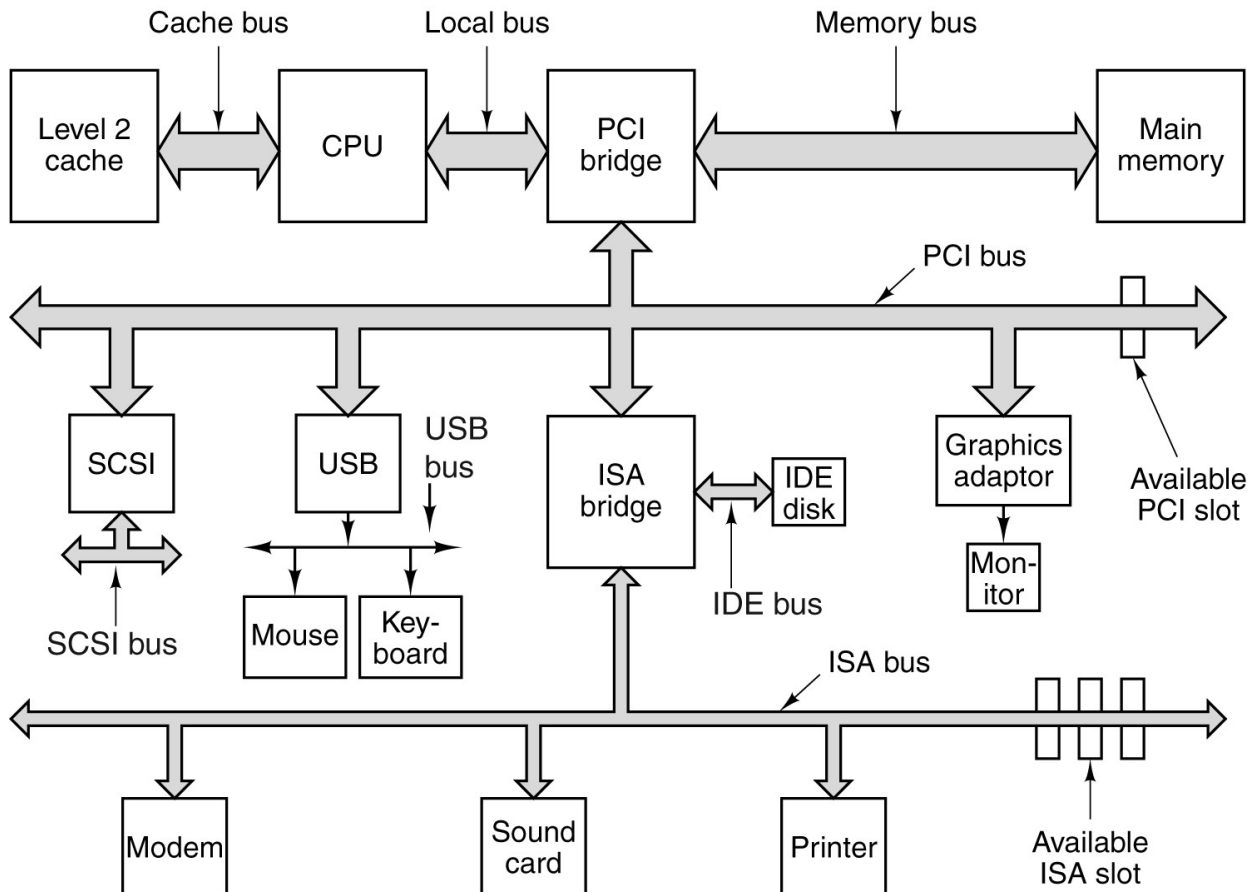 Cache bus
Local bus
Memory bus
Level 2
cache
CPU
PCI
bridge
Main
memory
PCI bus
SCSI
USB
USB
bus
ISA
bridge
IDE
disk
Graphics
adaptor
Available
PCI slot
Mon-
itor
SCSI bus
Mouse
Key-
board
IDE bus
ISA bus
Modem
Sound
card
Printer
Available
ISA slot